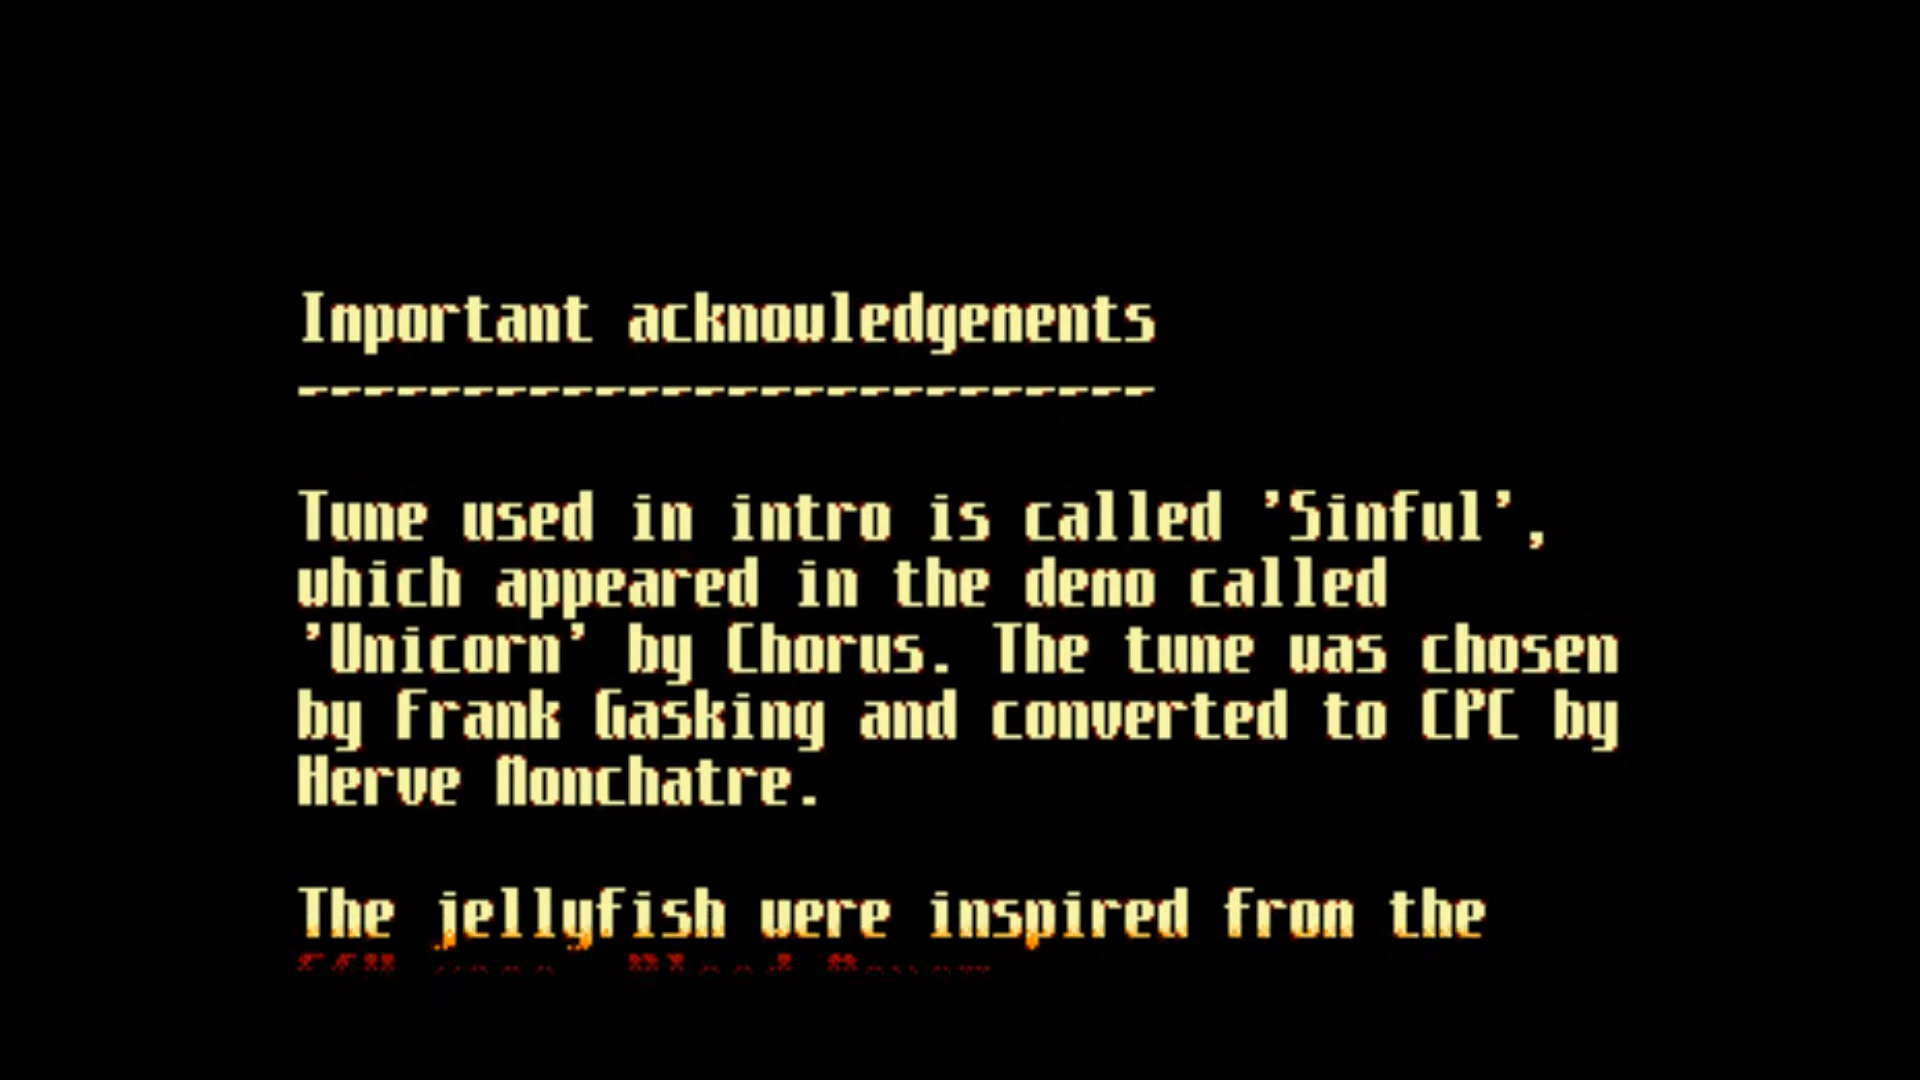 Important acknowledgements
--------------------------
Tune used in intro is called 'Sinful',
which appeared in the demo called
'Unicorn' by Chorus. The tune was chosen
by Frank Gasking and converted to CPC by
Herve Monchatre.
The jellyfish were inspired from the